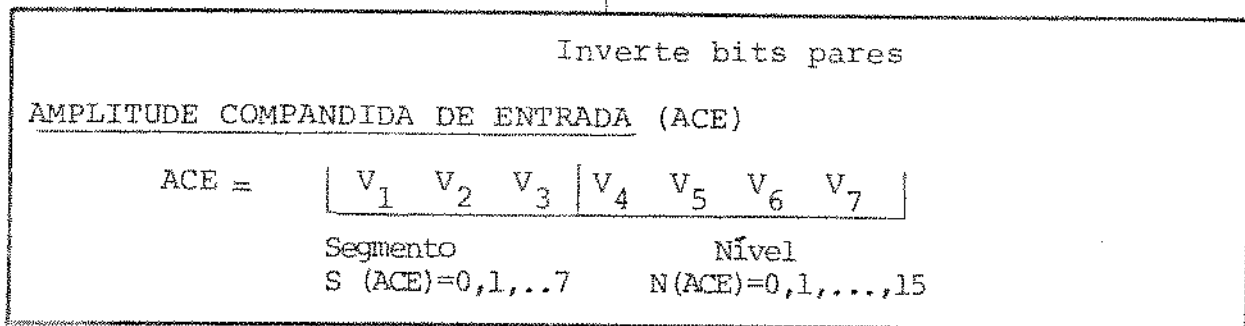 Inverte bits pares
AMPLITUDE COMPANDIDA DE ENTRADA (ACE)
ACE = V1 V2 V3 V4 V5 V6 V7
Segmento Nível
S (ACE)=0,1,..7 N(ACE)=0,1,...,15